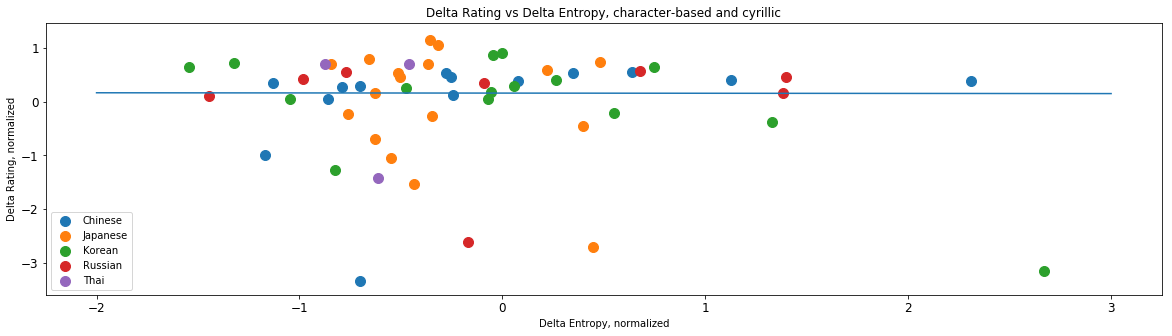 Delta Rating vs Delta Entropy, character-based and cyrillic
Delta Rating, normalized
1
0
−1
−2
−3
Chinese
Japanese
Korean
Russian
Thai
−2
−1
0
1
2
3
Delta Entropy, normalized